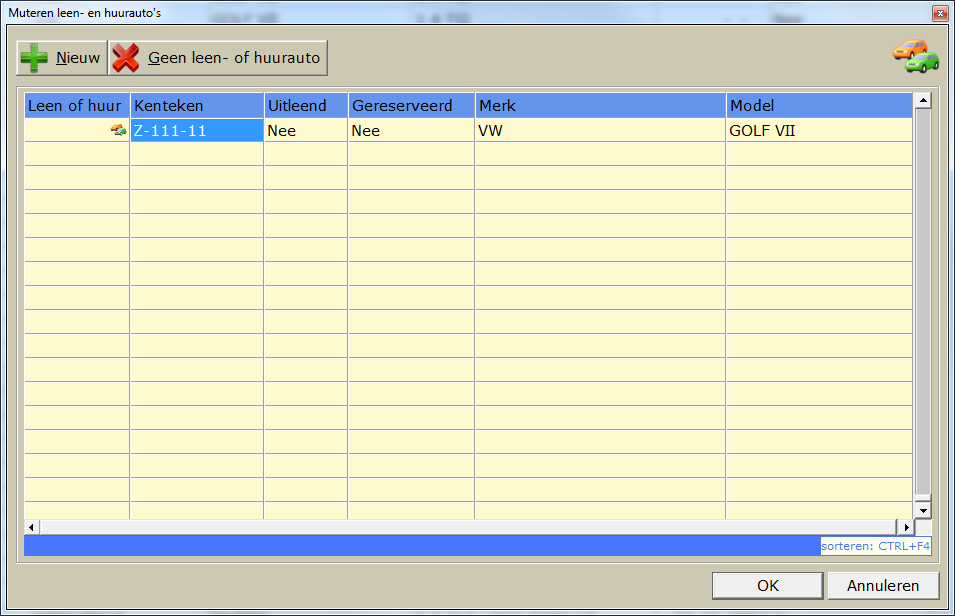 Muteren leen- en huurauto's
Nieuw
Geen leen- of huurauto
Leen of huur Kenteken Uitleend Gereserveerd Merk Model
Z-111-11 Nee Nee VW GOLF VII
sorteren: CTRL+F4
OK Annuleren